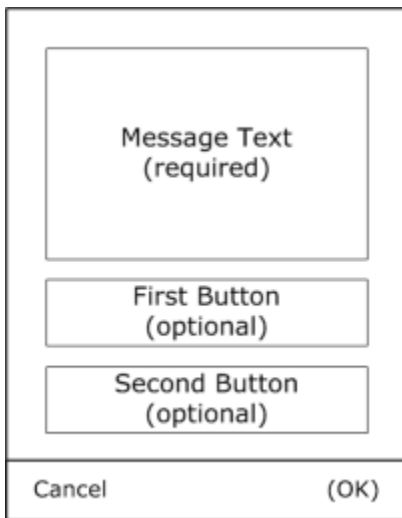 Message Text
(required)
First Button
(optional)
Second Button
(optional)
Cancel (OK)